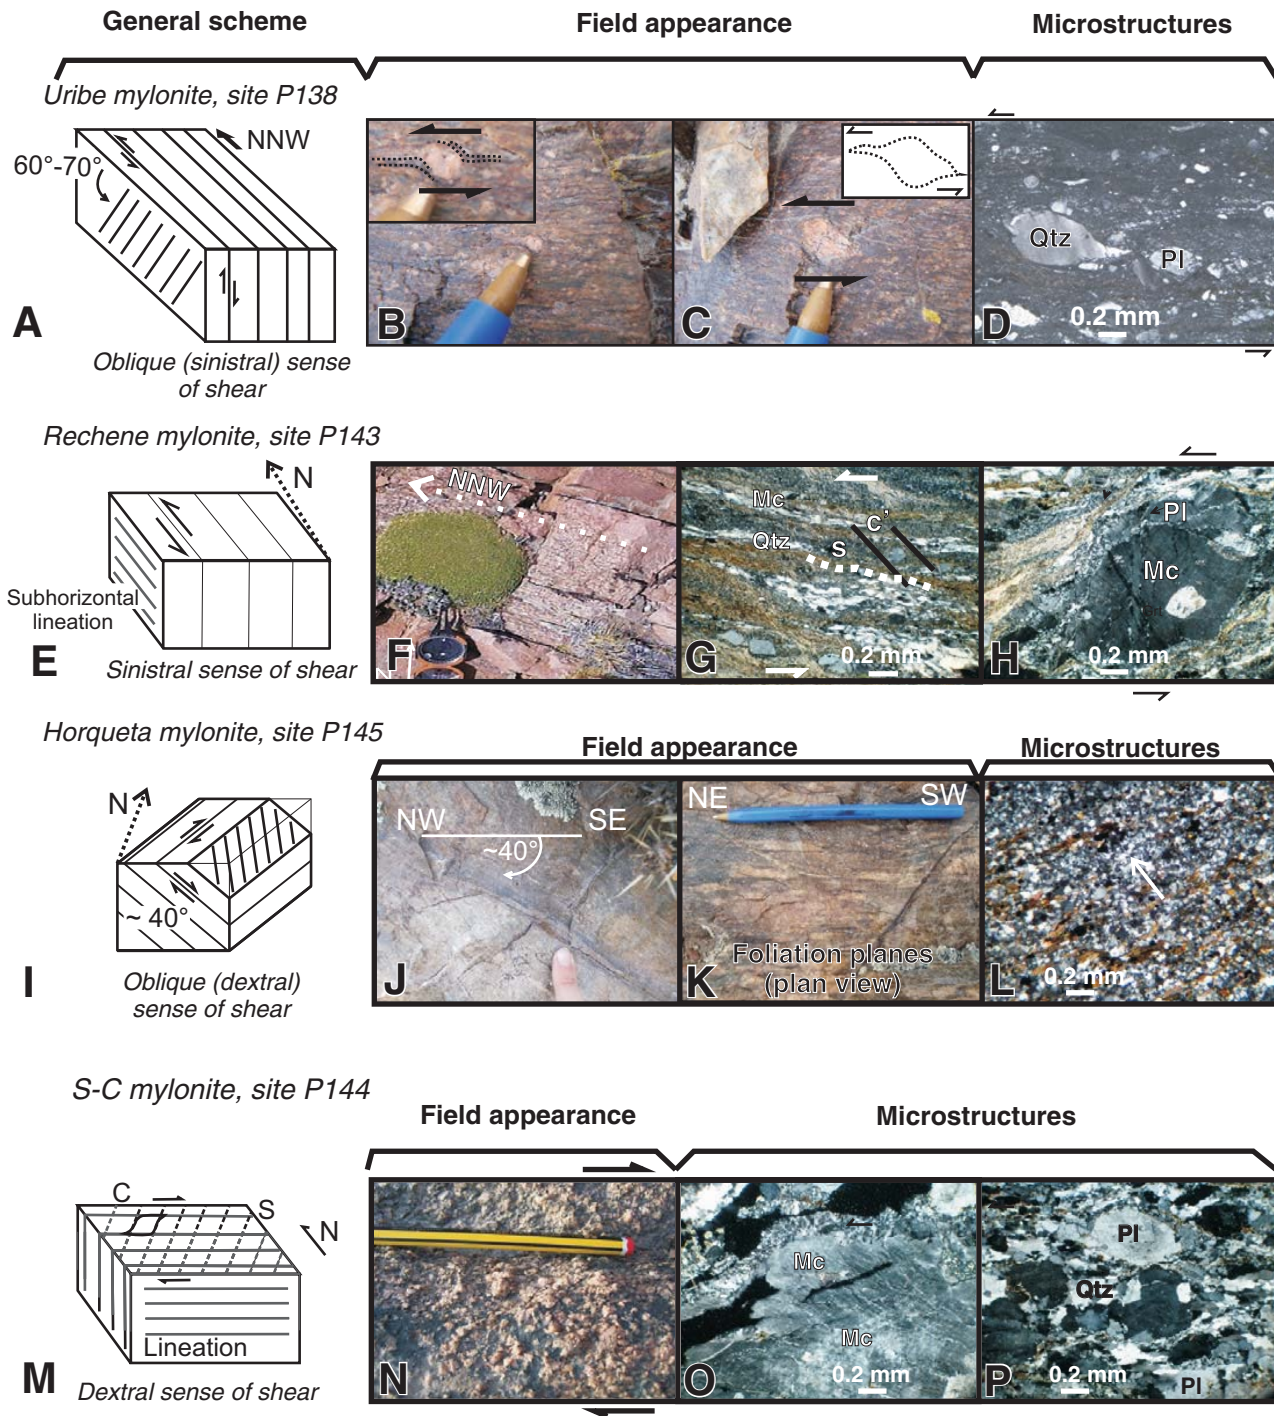 General scheme
Field appearance
Microstructures
Uribe mylonite, site P138
NNW
60°-70°
A
Oblique (sinistral) sense
of shear
B
C
Qtz
Pl
0.2 mm
D
Rechene mylonite, site P143
N
Subhorizontal
lineation
E
Sinistral sense of shear
NNW
F
Mc
Qtz
S
C'
0.2 mm
G
Pl
Mc
0.2 mm
H
Horqueta mylonite, site P145
Field appearance
Microstructures
N
~ 40°
I
Oblique (dextral)
sense of shear
NW
SE
~40°
J
NE
SW
Foliation planes
(plan view)
K
0.2 mm
L
S-C mylonite, site P144
Field appearance
Microstructures
C
S
N
Lineation
M
Dextral sense of shear
N
Mc
Mc
0.2 mm
O
Pl
Qtz
0.2 mm
Pl
P